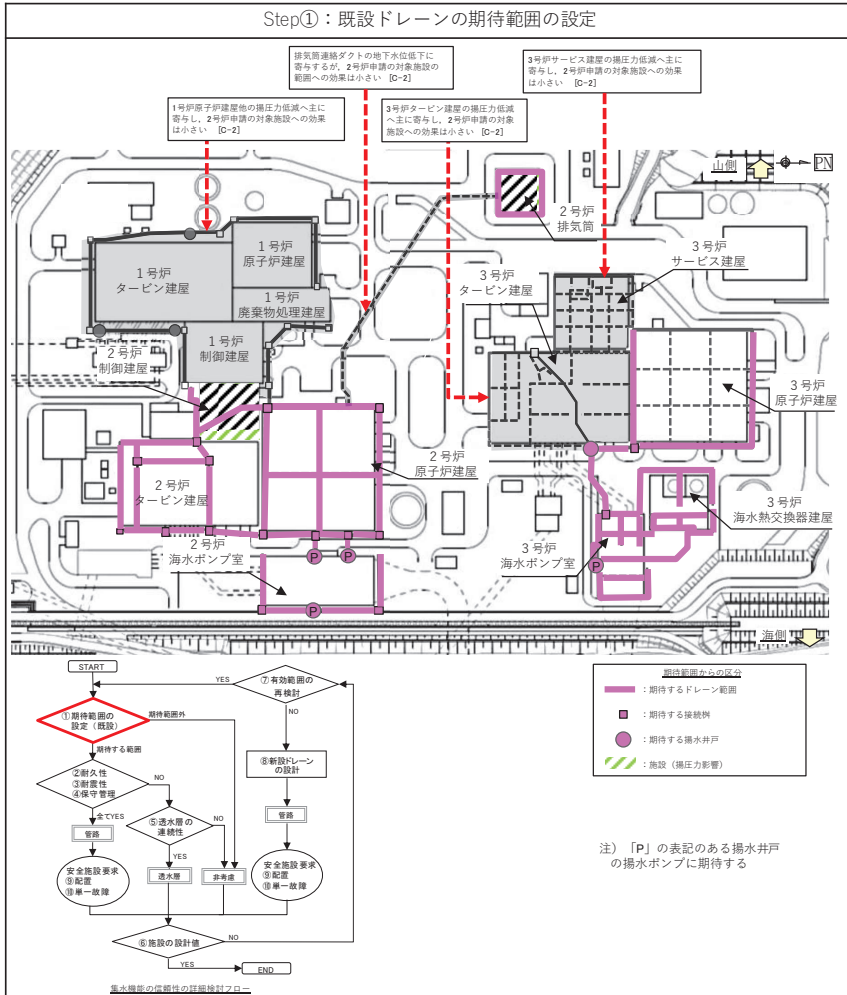 Step①：既設ドレーンの期待範囲の設定
排気筒連絡ダクトの地下水位低下に
寄与するが，2号炉申請の対象施設の
範囲への効果は小さい [C-2]
3号炉サービス建屋の揚圧力低減へ主に
寄与し，2号炉申請の対象施設への効果
は小さい [C-2]
1号炉原子炉建屋他の揚圧力低減へ主に
寄与し，2号炉申請の対象施設への効果
は小さい [C-2]
3号炉タービン建屋の揚圧力低減
へ主に寄与し，2号炉申請の対象
施設への効果は小さい [C-2]
山側
PN
2号炉
排気筒
1号炉
原子炉建屋
1号炉
タービン建屋
3号炉
サービス建屋
3号炉
タービン建屋
1号炉
廃棄物処理建屋
1号炉
制御建屋
2号炉
制御建屋
3号炉
原子炉建屋
2号炉
原子炉建屋
2号炉
タービン建屋
3号炉
海水熱交換器建屋
2号炉
海水ポンプ室
3号炉
海水ポンプ室
P
P
P
P
海側
START
YES
⑦有効範囲の
再検討
NO
①期待範囲の
設定（既設）
期待範囲外
期待する範囲
⑧新設ドレーン
の設計
②耐久性
③耐震性
④保守管理
NO
全てYES
管路
⑤透水層の
連続性
NO
YES
管路
安全施設要求
⑨配置
⑩単一故障
透水層
非考慮
安全施設要求
⑨配置
⑩単一故障
⑥施設の設計値
NO
YES
END
集水機能の信頼性の詳細検討フロー
期待範囲からの区分
：期待するドレーン範囲
：期待する接続桝
：期待する揚水井戸
：施設（揚圧力影響）
注）「P」の表記のある揚水井戸
の揚水ポンプに期待する